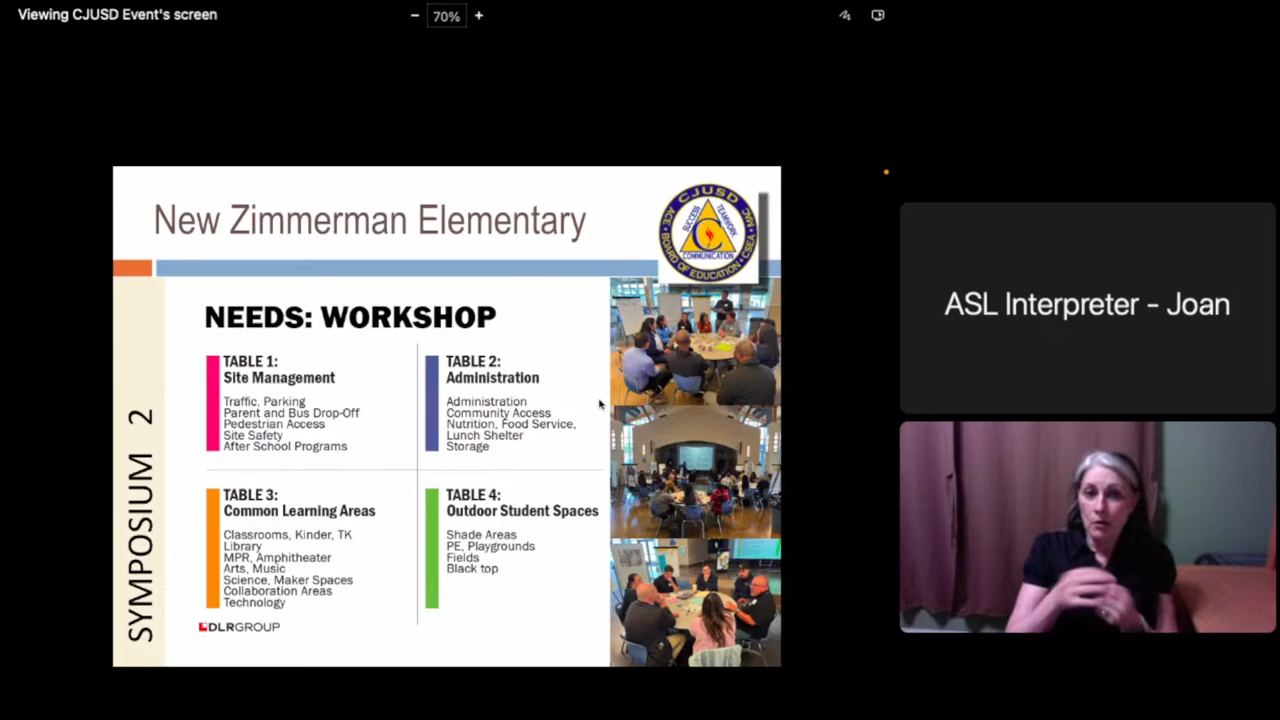 Viewing CJUSD Event's screen
70%
New Zimmerman Elementary
CJUSD
ACE
MAC
BOARD OF EDUCATION
CSEA
SUCCESS
TEAMWORK
COMMUNICATION
C
SYMPOSIUM 2
NEEDS: WORKSHOP
TABLE 1:
Site Management
Traffic, Parking
Parent and Bus Drop-Off
Pedestrian Access
Site Safety
After School Programs
TABLE 2:
Administration
Administration
Community Access
Nutrition, Food Service,
Lunch Shelter
Storage
TABLE 3:
Common Learning Areas
Classrooms, Kinder, TK
Library
MPR, Amphitheater
Arts, Music
Science, Maker Spaces
Collaboration Areas
Technology
TABLE 4:
Outdoor Student Spaces
Shade Areas
PE, Playgrounds
Fields
Black top
DLRGROUP
ASL Interpreter - Joan